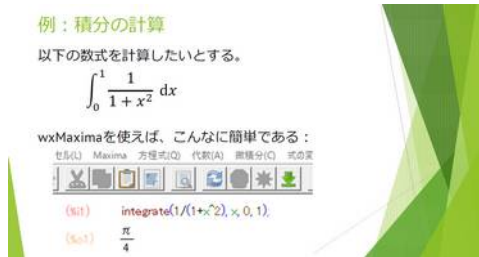 例：積分の計算
以下の数式を計算したいとする。
∫₀¹ 1/(1 + x²) dx
wxMaximaを使えば、こんなに簡単である：
セル(L) Maxima 方程式(Q) 代数(A) 微積分(C) 式の変
(%i1) integrate(1/(1+x^2), x, 0, 1);
(%o1) π/4